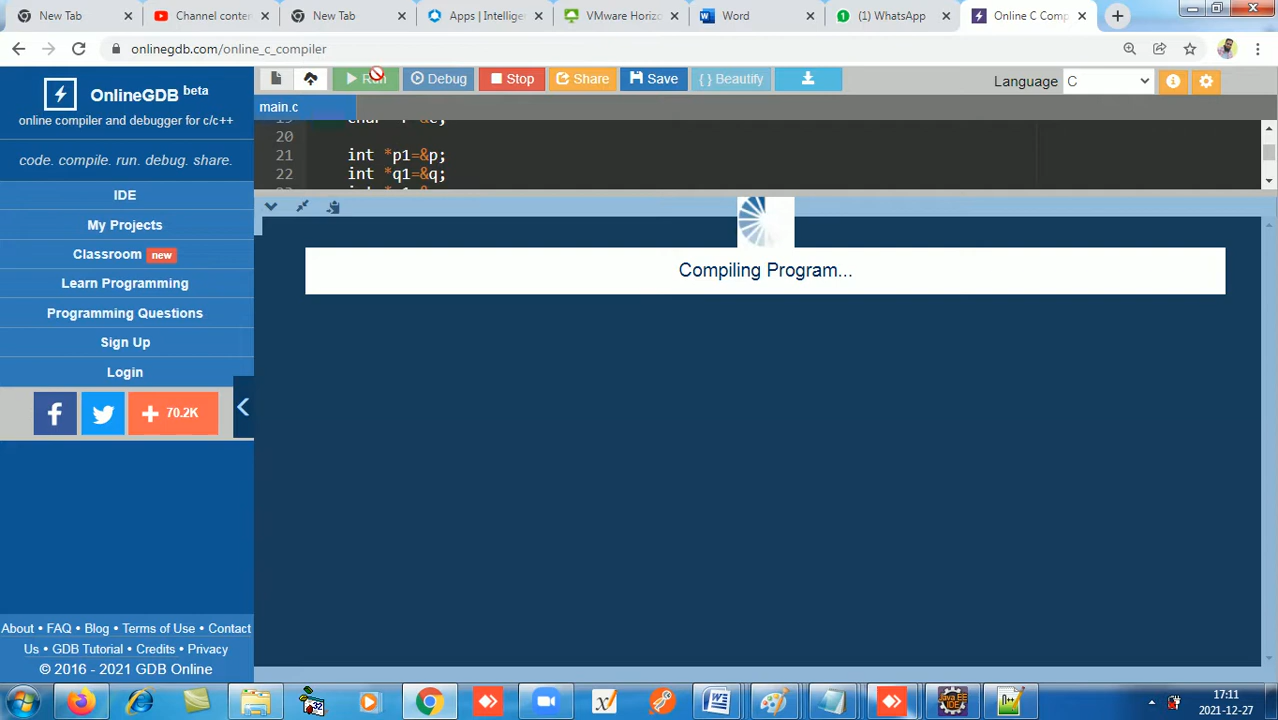 New Tab
Channel conter
New Tab
Apps | Intellige
VMware Horizo
Word
(1) WhatsApp
Online C Comp
onlinegdb.com/online_c_compiler
OnlineGDB beta
online compiler and debugger for c/c++
code. compile. run. debug. share.
IDE
My Projects
Classroom new
Learn Programming
Programming Questions
Sign Up
Login
70.2K
About • FAQ • Blog • Terms of Use • Contact
Us • GDB Tutorial • Credits • Privacy
© 2016 - 2021 GDB Online
Run
Debug
Stop
Share
Save
{ } Beautify
Language C
main.c
19
20
21 int *p1=&p;
22 int *q1=&q;
Compiling Program...
17:11
2021-12-27